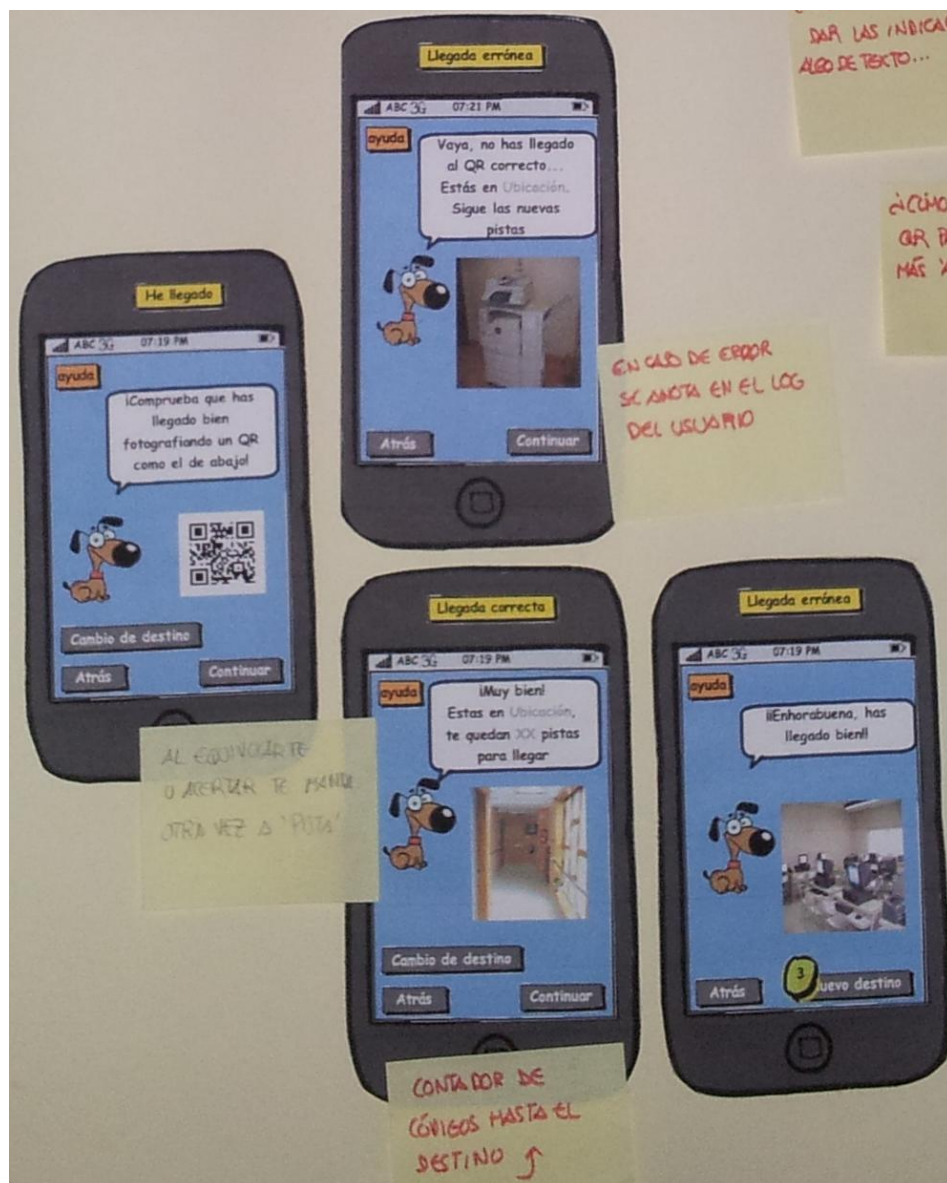 Llegada errónea
ABC 3G 07:21 PM
ayuda
Vaya, no has llegado
al QR correcto...
Estás en Ubicación.
Sigue las nuevas
pistas
Atrás
Continuar
DAR LAS
ALGO DE TEXTO...
QR
MÁS
EN CASO DE ERROR
SE ANOTA EN EL LOG
DEL USUARIO
He llegado
ABC 3G 07:19 PM
ayuda
¡Comprueba que has
llegado bien
fotografiando un QR
como el de abajo!
Cambio de destino
Atrás
Continuar
AL EQUIVOCARTE
O ACERTAR TE MANDA
OTRA VEZ A 'PISTA'
Llegada correcta
ABC 3G 07:19 PM
ayuda
¡Muy bien!
Estas en Ubicación,
te quedan XX pistas
para llegar
Cambio de destino
Atrás
Continuar
CONTADOR DE
CÓDIGOS HASTA EL
DESTINO
Llegada errónea
ABC 3G 07:19 PM
ayuda
¡¡Enhorabuena, has
llegado bien!!
Atrás
3
uevo destino